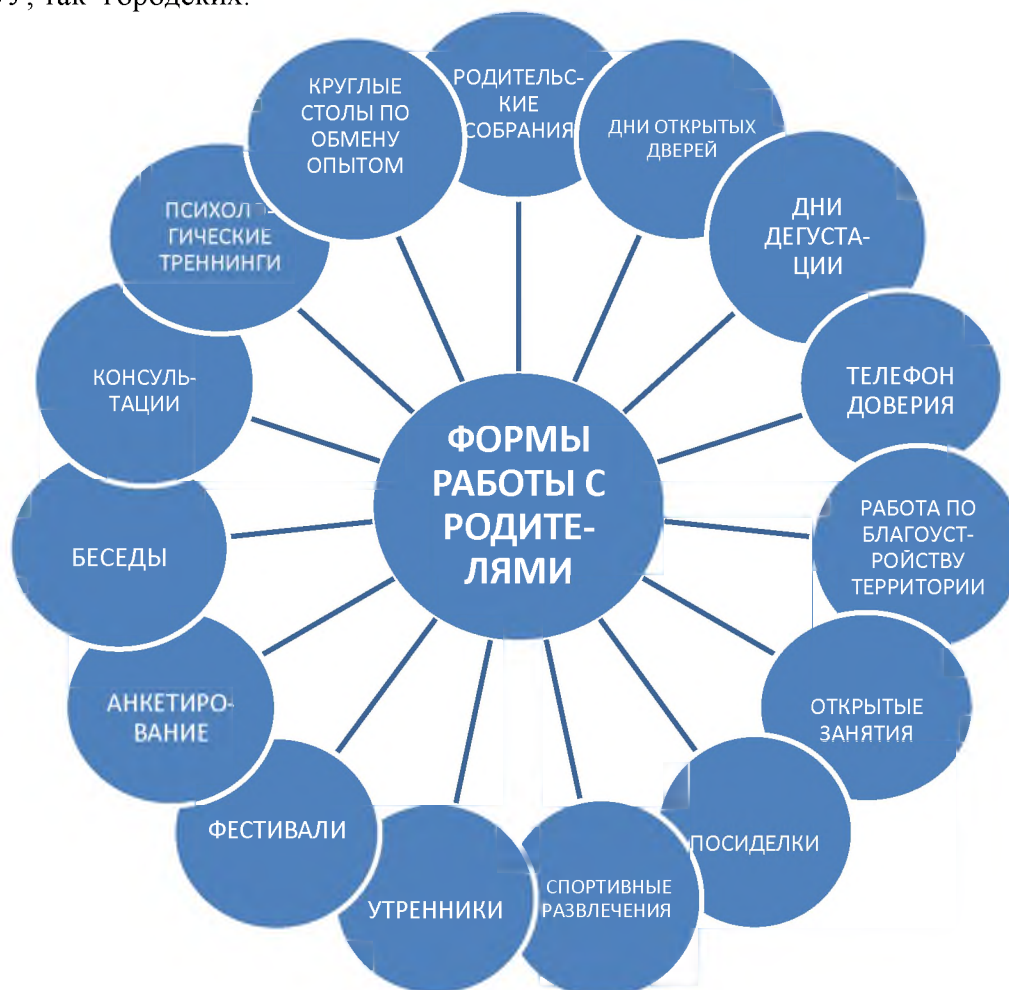 так городских.
РОДИТЕЛЬС-
КИЕ
СОБРАНИЯ
ДНИ ОТКРЫТЫХ
ДВЕРЕЙ
ДНИ
ДЕГУСТА-
ЦИИ
ТЕЛЕФОН
ДОВЕРИЯ
РАБОТА ПО
БЛАГОУСТ-
РОЙСТВУ
ТЕРРИТОРИИ
ОТКРЫТЫЕ
ЗАНЯТИЯ
ПОСИДЕЛКИ
СПОРТИВНЫЕ
РАЗВЛЕЧЕНИЯ
УТРЕННИКИ
ФЕСТИВАЛИ
АНКЕТИРО-
ВАНИЕ
БЕСЕДЫ
КОНСУЛЬ-
ТАЦИИ
ПСИХОЛО-
ГИЧЕСКИЕ
ТРЕННИНГИ
КРУГЛЫЕ
СТОЛЫ ПО
ОБМЕНУ
ОПЫТОМ
ФОРМЫ
РАБОТЫ С
РОДИТЕ-
ЛЯМИ